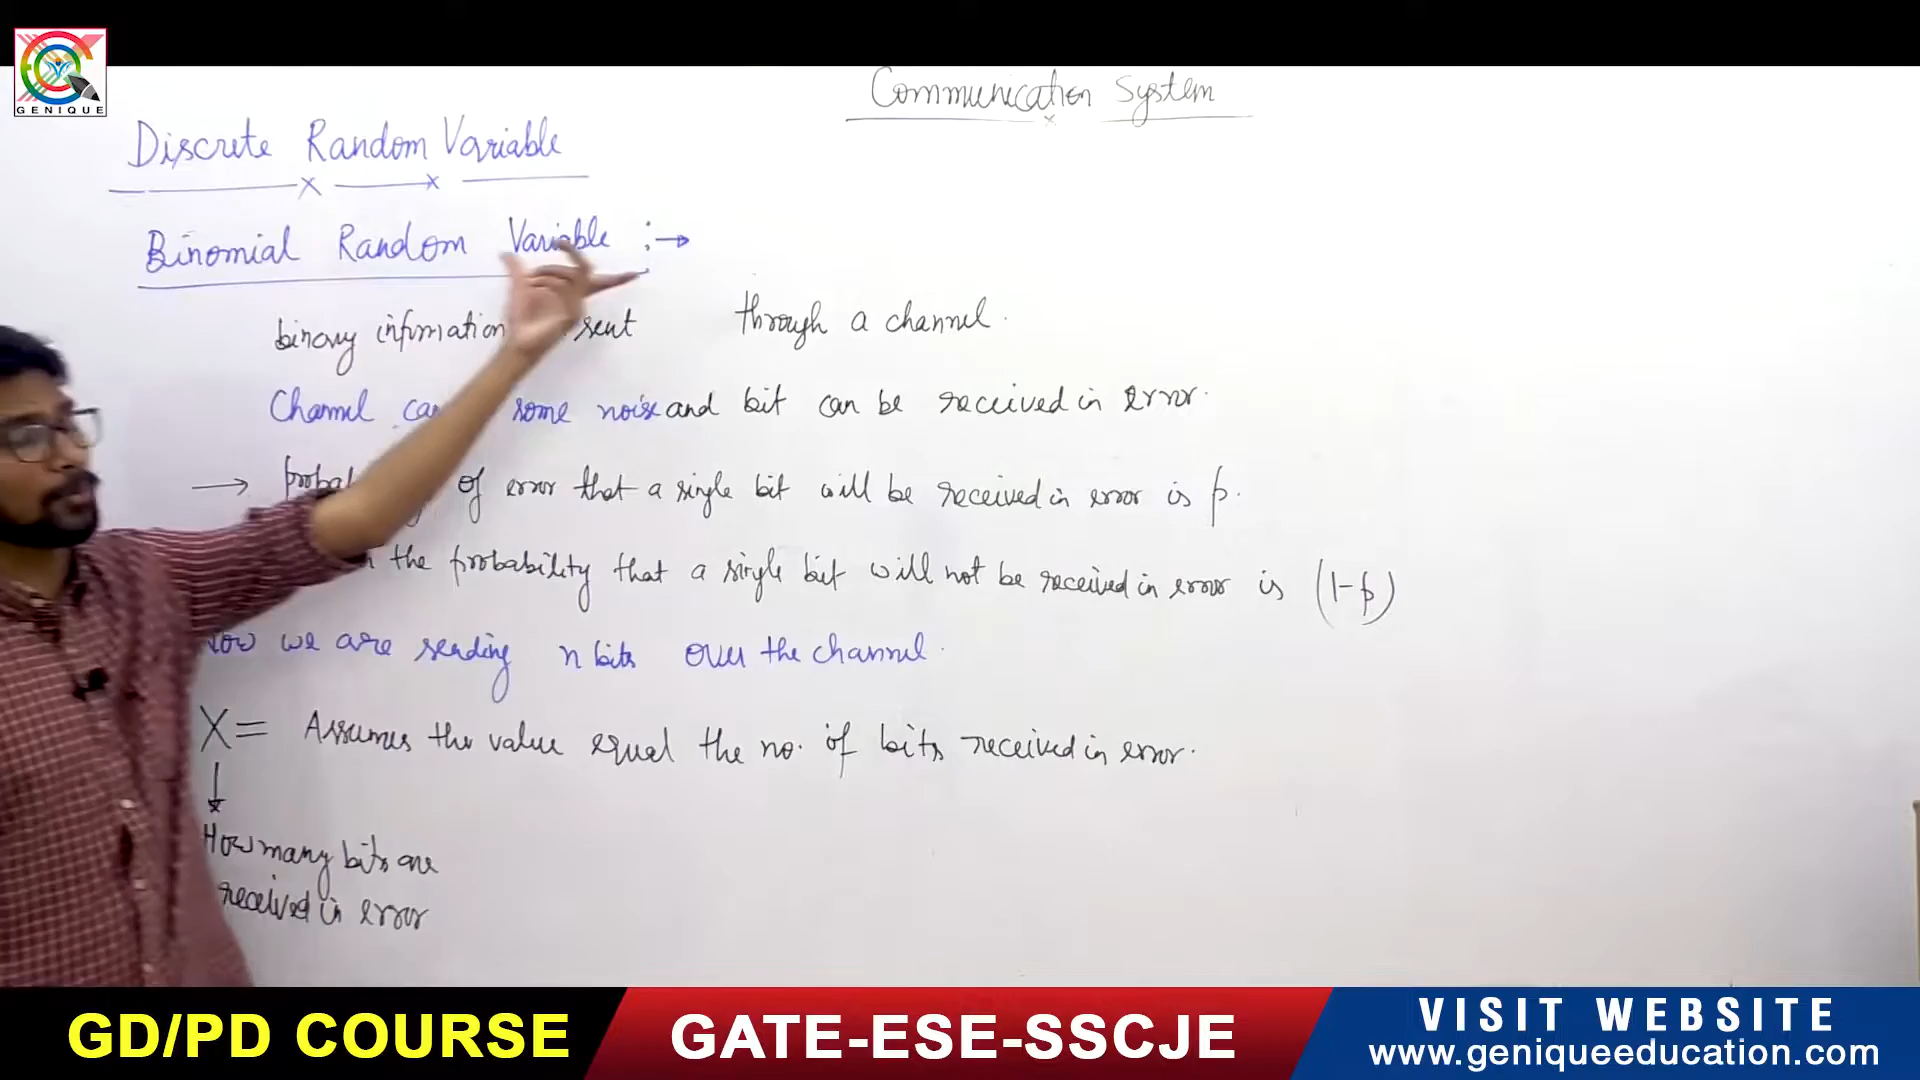 GENIQUE
Communication System
Discrete Random Variable
Binomial Random Variable :→
binary infirmation sent through a channel.
Channel some noise and bit can be received in error.
→ of error that a single bit will be received in error is p.
the probability that a single bit will not be received in error is (1-p)
Now we are sending n bits over the channel.
X = Assumes the value equal the no. of bits received in error.
How many bits are
received in error
GD/PD COURSE
GATE-ESE-SSCJE
VISIT WEBSITE
www.geniqueeducation.com